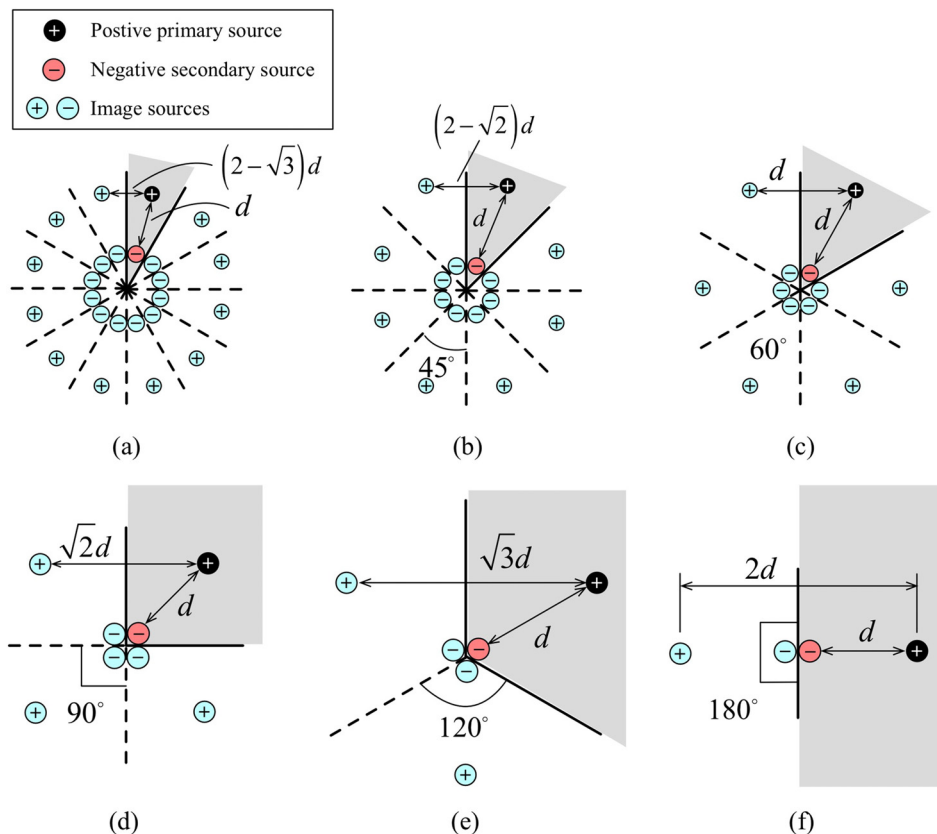 Postive primary source
Negative secondary source
Image sources
(2−√3)d
d
(a)
(2−√2)d
d
45°
(b)
d
d
60°
(c)
√2d
d
90°
(d)
√3d
d
120°
(e)
2d
d
180°
(f)